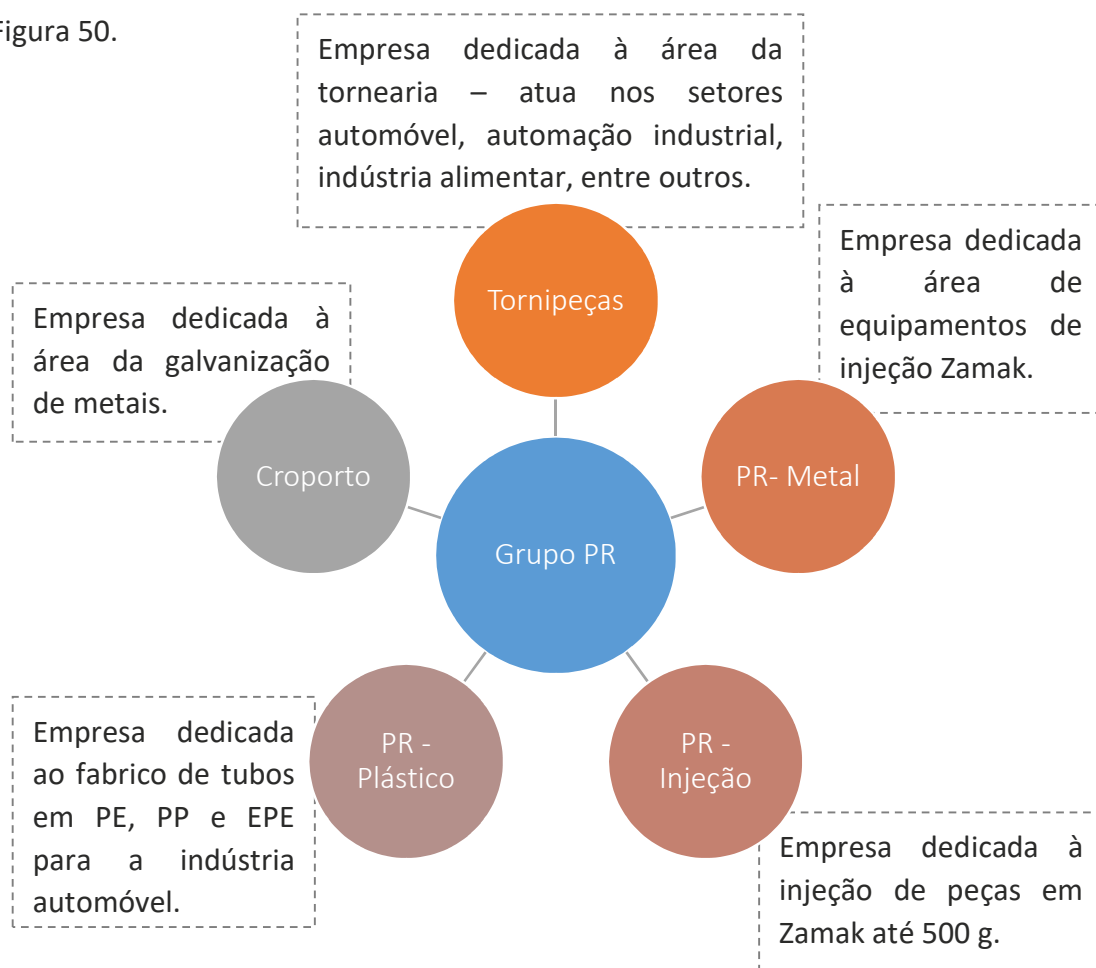 Figura 50.
Empresa dedicada à área da
tornearia – atua nos setores
automóvel, automação industrial,
indústria alimentar, entre outros.
Tornipeças
Empresa dedicada
à área de
equipamentos de
injeção Zamak.
PR- Metal
Empresa dedicada à
área da galvanização
de metais.
Croporto
Grupo PR
PR -
Plástico
Empresa dedicada
ao fabrico de tubos
em PE, PP e EPE
para a indústria
automóvel.
PR -
Injeção
Empresa dedicada à
injeção de peças em
Zamak até 500 g.